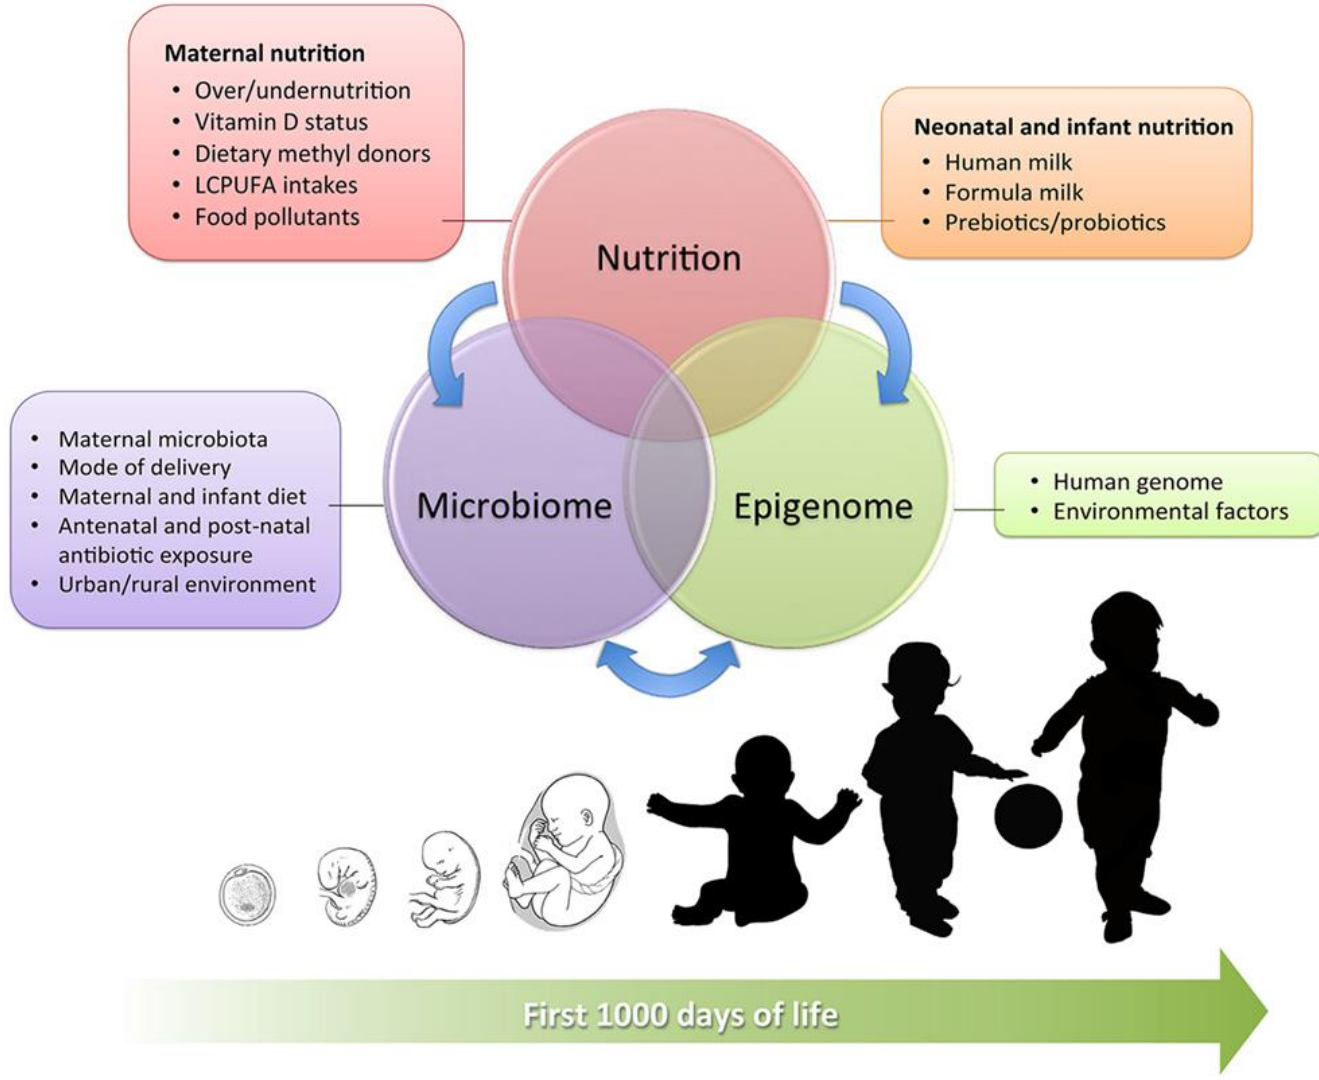 Maternal nutrition
• Over/undernutrition
• Vitamin D status
• Dietary methyl donors
• LCPUFA intakes
• Food pollutants
Neonatal and infant nutrition
• Human milk
• Formula milk
• Prebiotics/probiotics
Nutrition
• Maternal microbiota
• Mode of delivery
• Maternal and infant diet
• Antenatal and post-natal
antibiotic exposure
• Urban/rural environment
Microbiome
Epigenome
• Human genome
• Environmental factors
First 1000 days of life